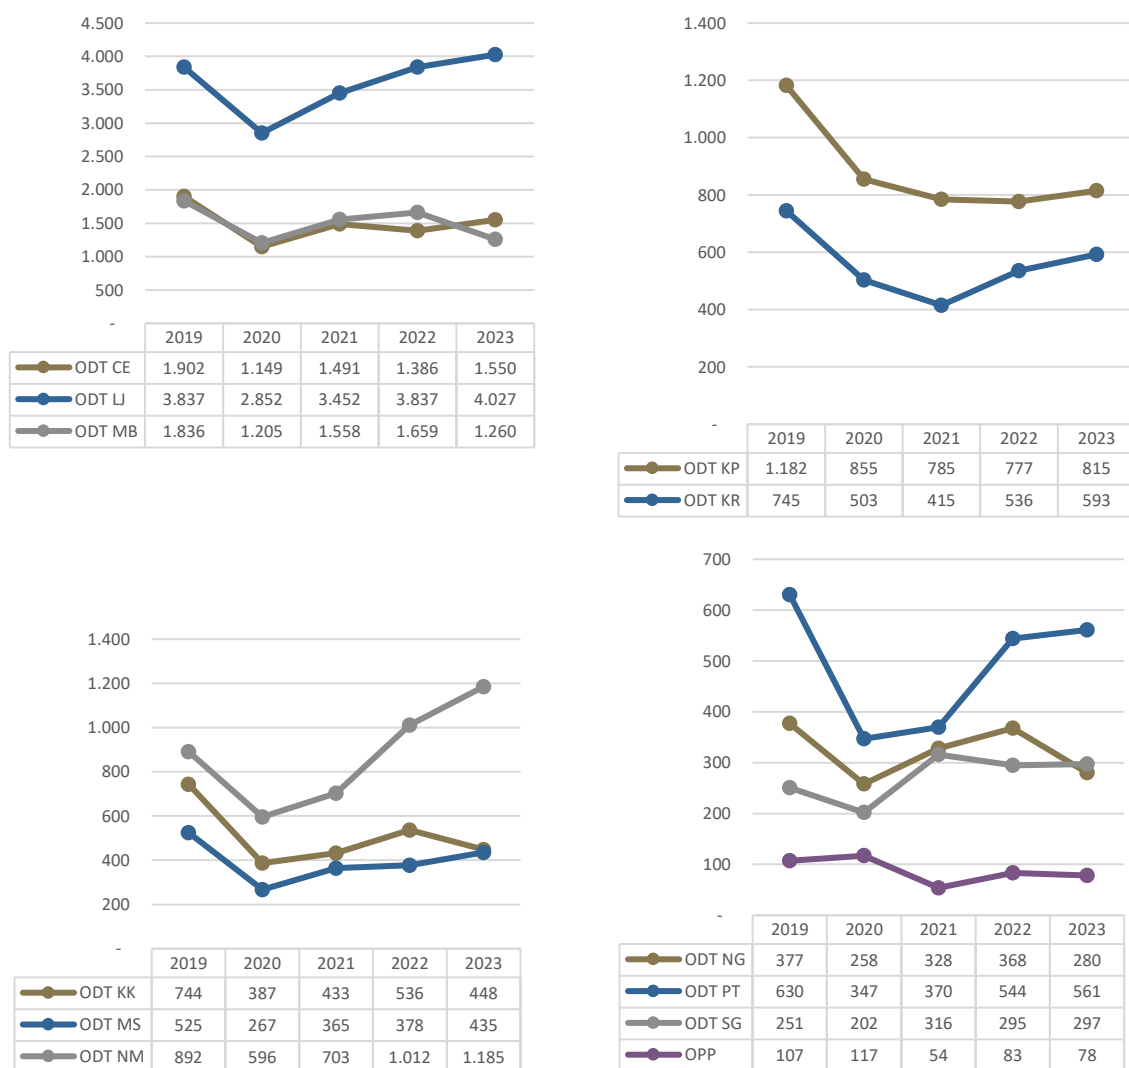 4.500
4.000
3.500
3.000
2.500
2.000
1.500
1.000
500
-
2019 2020 2021 2022 2023
ODT CE 1.902 1.149 1.491 1.386 1.550
ODT LJ 3.837 2.852 3.452 3.837 4.027
ODT MB 1.836 1.205 1.558 1.659 1.260
1.400
1.200
1.000
800
600
400
200
-
2019 2020 2021 2022 2023
ODT KP 1.182 855 785 777 815
ODT KR 745 503 415 536 593
1.400
1.200
1.000
800
600
400
200
-
2019 2020 2021 2022 2023
ODT KK 744 387 433 536 448
ODT MS 525 267 365 378 435
ODT NM 892 596 703 1.012 1.185
700
600
500
400
300
200
100
-
2019 2020 2021 2022 2023
ODT NG 377 258 328 368 280
ODT PT 630 347 370 544 561
ODT SG 251 202 316 295 297
OPP 107 117 54 83 78